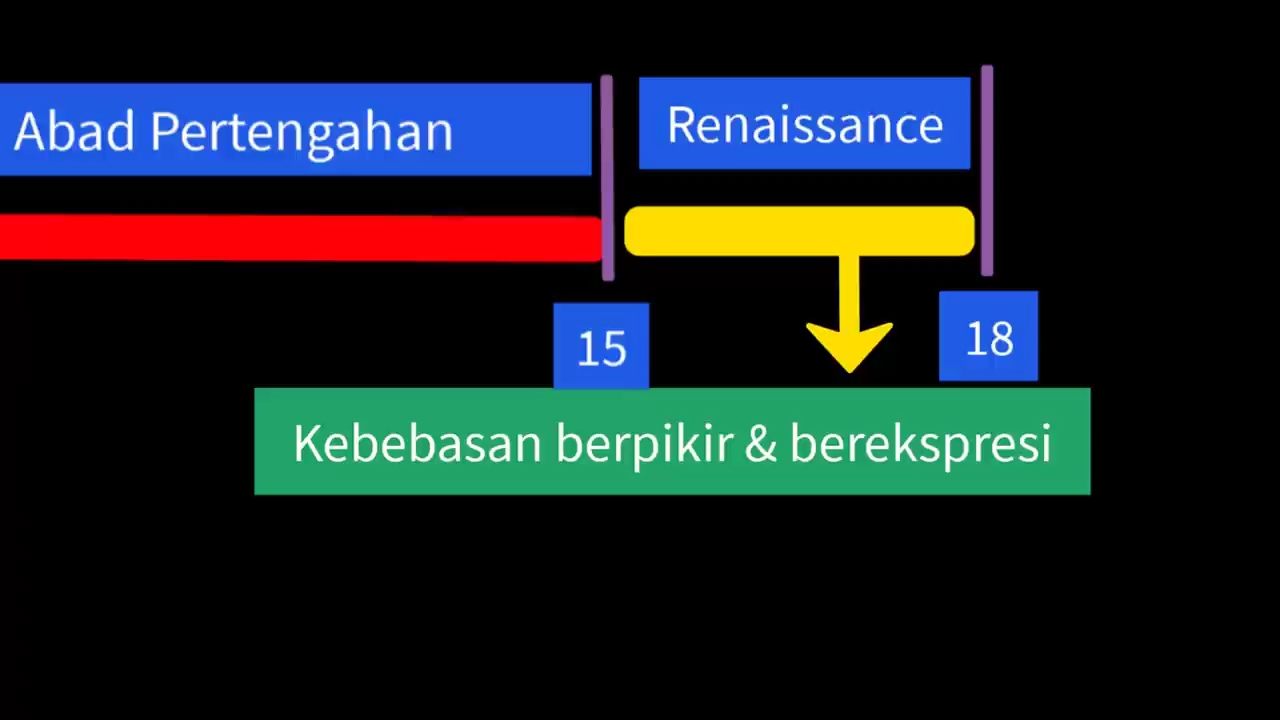 Abad Pertengahan
Renaissance
15
18
Kebebasan berpikir & berekspresi